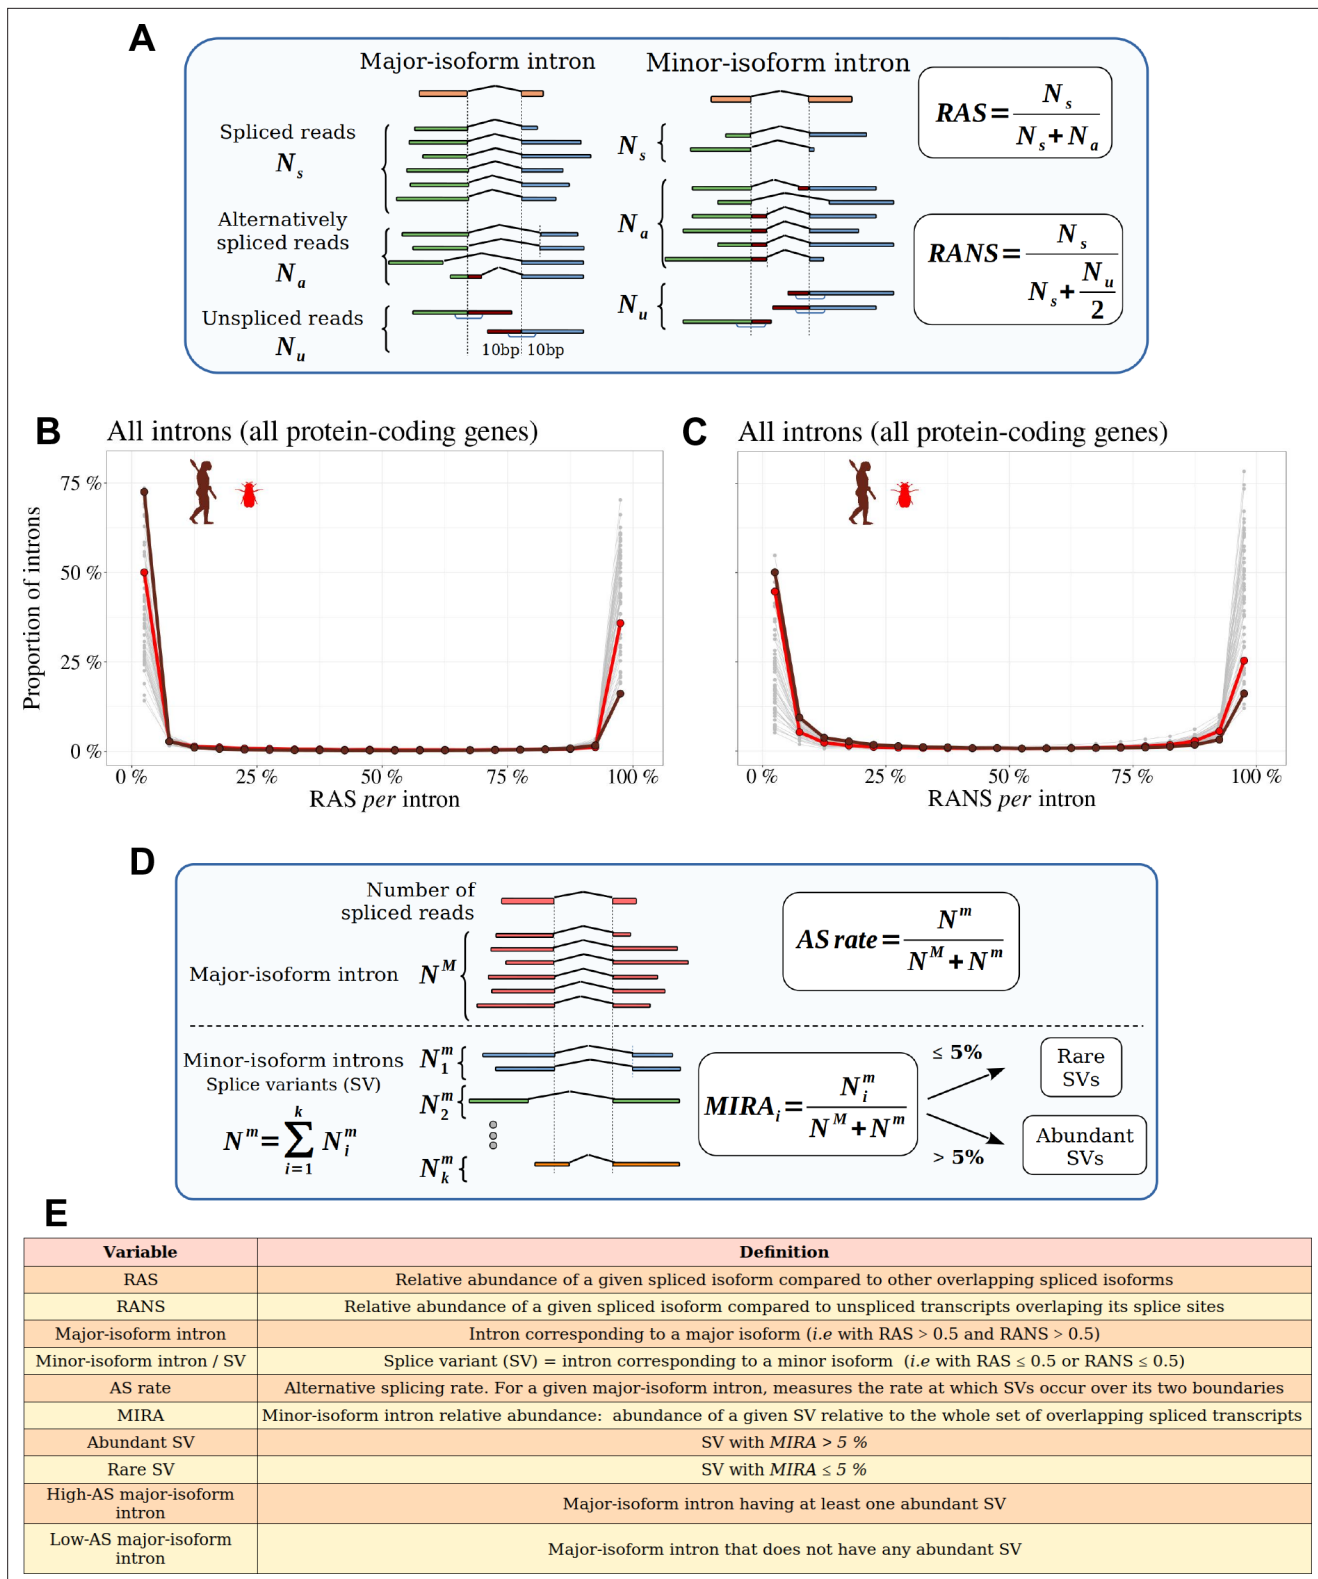 A
Major-isoform intron
Minor-isoform intron
Spliced reads
N_s
Alternatively
spliced reads
N_a
Unspliced reads
N_u
10bp 10bp
N_s
N_a
N_u
RAS = N_s / (N_s + N_a)
RANS = N_s / (N_s + N_u / 2)
B
All introns (all protein-coding genes)
Proportion of introns
75 %
50 %
25 %
0 %
0 % 25 % 50 % 75 % 100 %
RAS per intron
C
All introns (all protein-coding genes)
0 % 25 % 50 % 75 % 100 %
RANS per intron
D
Number of
spliced reads
Major-isoform intron
N^M
AS rate = N^m / (N^M + N^m)
Minor-isoform introns
Splice variants (SV)
N^m = ∑_{i=1}^{k} N_i^m
N_1^m
N_2^m
N_k^m
MIRA_i = N_i^m / (N^M + N^m)
≤ 5%
Rare
SVs
> 5%
Abundant
SVs
E
Variable Definition
RAS Relative abundance of a given spliced isoform compared to other overlapping spliced isoforms
RANS Relative abundance of a given spliced isoform compared to unspliced transcripts overlaping its splice sites
Major-isoform intron Intron corresponding to a major isoform (i.e with RAS > 0.5 and RANS > 0.5)
Minor-isoform intron / SV Splice variant (SV) = intron corresponding to a minor isoform (i.e with RAS ≤ 0.5 or RANS ≤ 0.5)
AS rate Alternative splicing rate. For a given major-isoform intron, measures the rate at which SVs occur over its two boundaries
MIRA Minor-isoform intron relative abundance: abundance of a given SV relative to the whole set of overlapping spliced transcripts
Abundant SV SV with MIRA > 5 %
Rare SV SV with MIRA ≤ 5 %
High-AS major-isoform
intron
Major-isoform intron having at least one abundant SV
Low-AS major-isoform
intron
Major-isoform intron that does not have any abundant SV